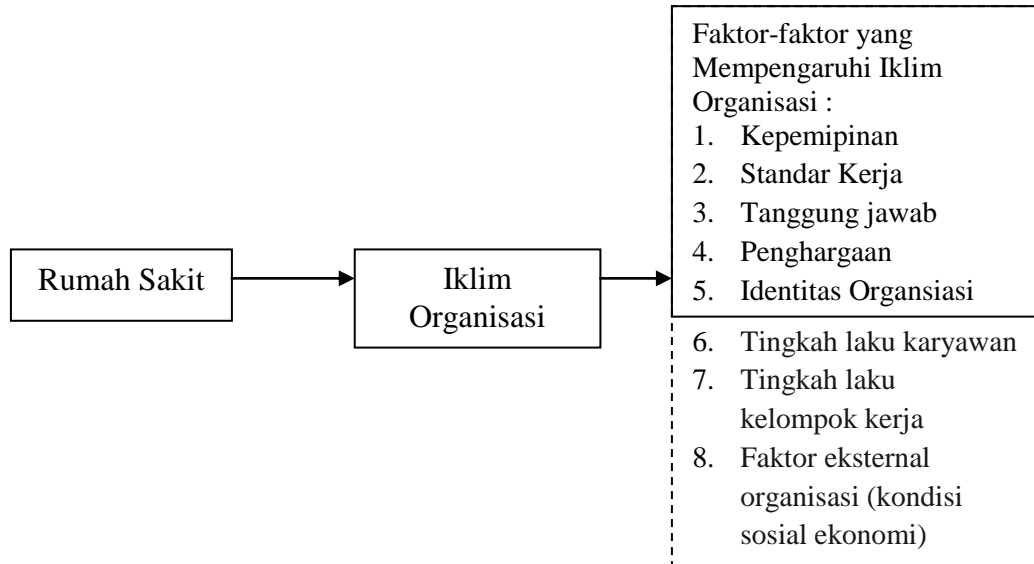 Rumah Sakit
Iklim
Organisasi
Faktor-faktor yang
Mempengaruhi Iklim
Organisasi :
1. Kepemipinan
2. Standar Kerja
3. Tanggung jawab
4. Penghargaan
5. Identitas Organsiasi
6. Tingkah laku karyawan
7. Tingkah laku
kelompok kerja
8. Faktor eksternal
organisasi (kondisi
sosial ekonomi)